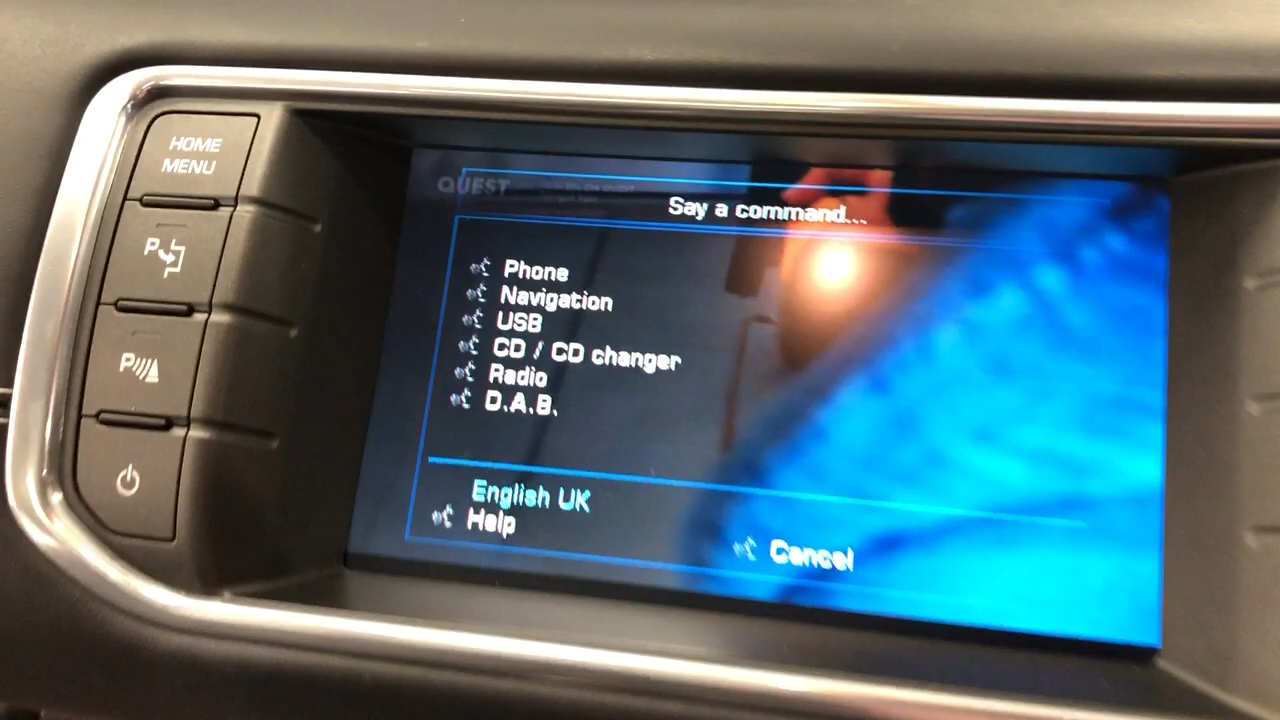 HOME
MENU
P
P
QUEST
Say a command...
Phone
Navigation
USB
CD / CD changer
Radio
D.A.B.
English UK
Help
Cancel